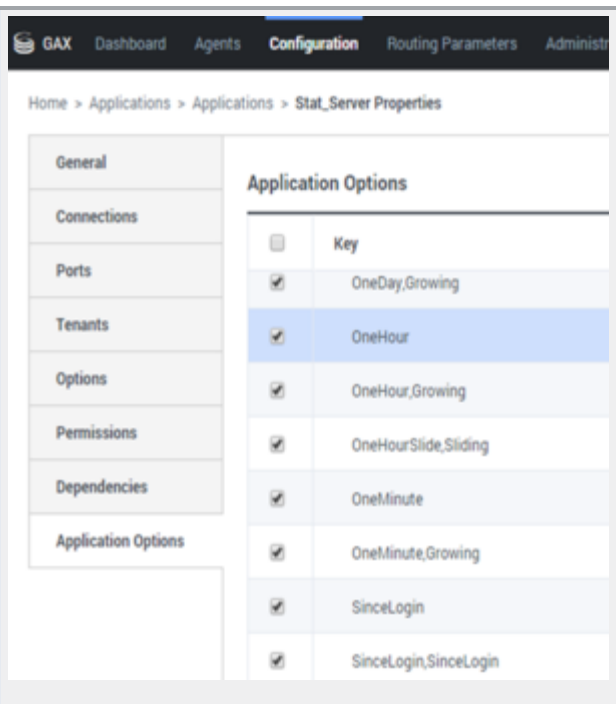 GAX Dashboard Agents Configuration Routing Parameters Administr
Home > Applications > Applications > Stat_Server Properties
General
Connections
Ports
Tenants
Options
Permissions
Dependencies
Application Options
Application Options
Key
OneDay,Growing
OneHour
OneHour,Growing
OneHourSlide,Sliding
OneMinute
OneMinute,Growing
SinceLogin
SinceLogin,SinceLogin